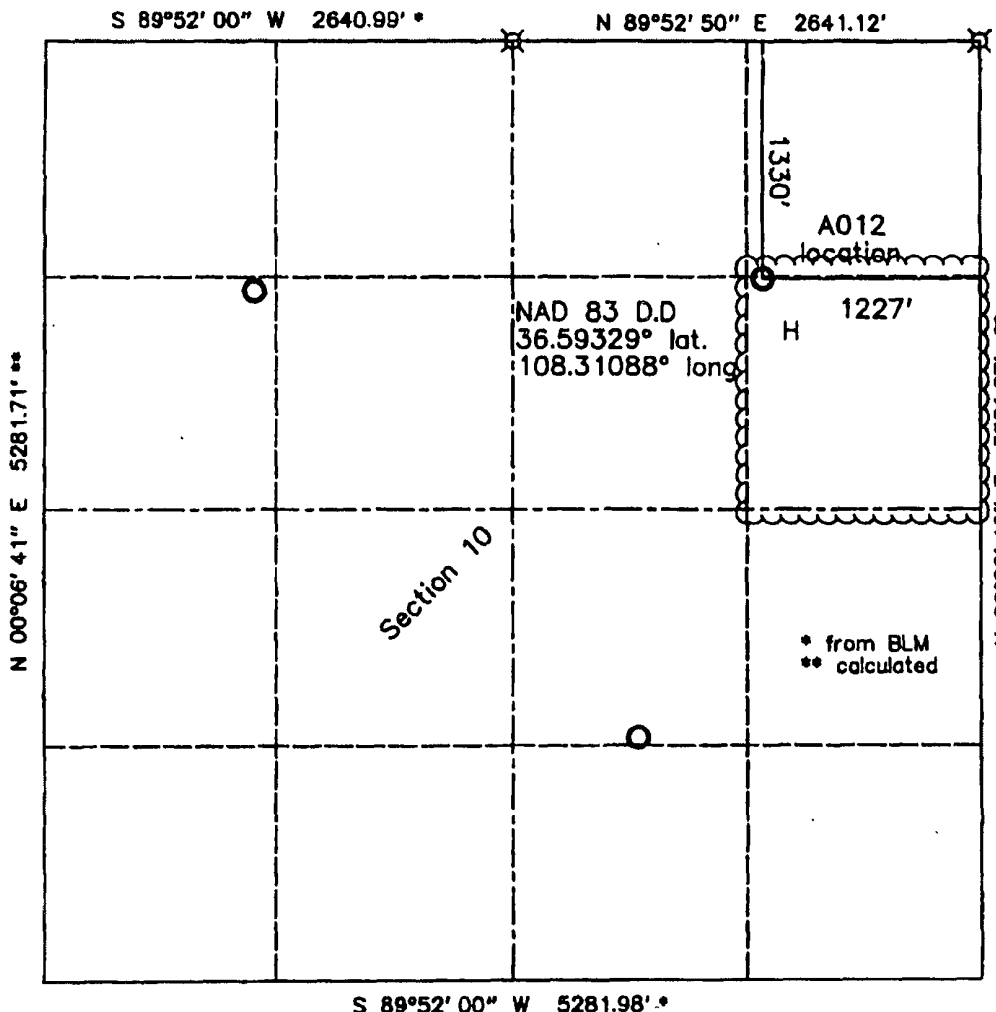 S 89°52' 00" W 2640.99' *
N 89°52' 50" E 2641.12'
1330'
A012
location
1227'
H
NAD 83 D.D
36.59329° lat.
108.31088° long
N 00°06' 41" E 5281.71' **
Section 10
* from BLM
** calculated
S 89°52' 00" W 5281.98' *